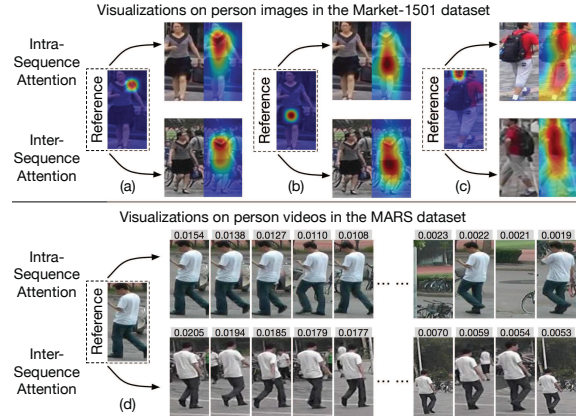 Visualizations on person images in the Market-1501 dataset
Intra-
Sequence
Attention
Reference
Reference
Reference
Inter-
Sequence
Attention
(a)
(b)
(c)
Visualizations on person videos in the MARS dataset
Intra-
Sequence
Attention
0.0154 0.0138 0.0127 0.0110 0.0108 0.0023 0.0022 0.0021 0.0019
... ...
Reference
Inter-
Sequence
Attention
0.0205 0.0194 0.0185 0.0179 0.0177 0.0070 0.0059 0.0054 0.0053
... ...
(d)